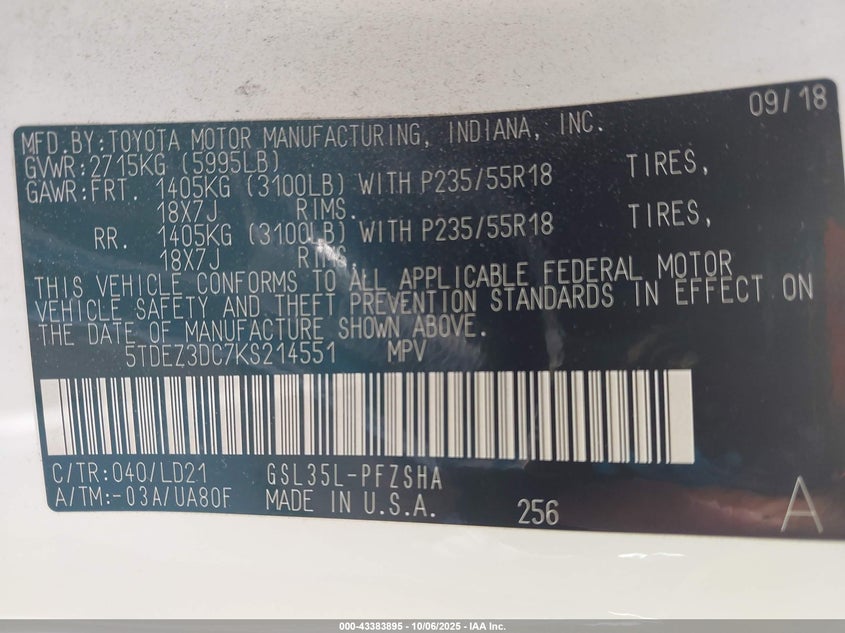 09/18
MFD.BY:TOYOTA MOTOR MANUFACTURING, INDIANA, INC.
GVWR:2715KG (5995LB)
GAWR:FRT. 1405KG (3100LB) WITH P235/55R18 TIRES,
18X7J RIMS.
RR. 1405KG (3100LB) WITH P235/55R18 TIRES,
18X7J RIMS.
THIS VEHICLE CONFORMS TO ALL APPLICABLE FEDERAL MOTOR
VEHICLE SAFETY AND THEFT PREVENTION STANDARDS IN EFFECT ON
THE DATE OF MANUFACTURE SHOWN ABOVE.
5TDEZ3DC7KS214551 MPV
C/TR:040/LD21 GSL35L-PFZSHA
A/TM:-03A/UA80F MADE IN U.S.A. 256 A
000-43383895 - 10/06/2025 - IAA Inc.